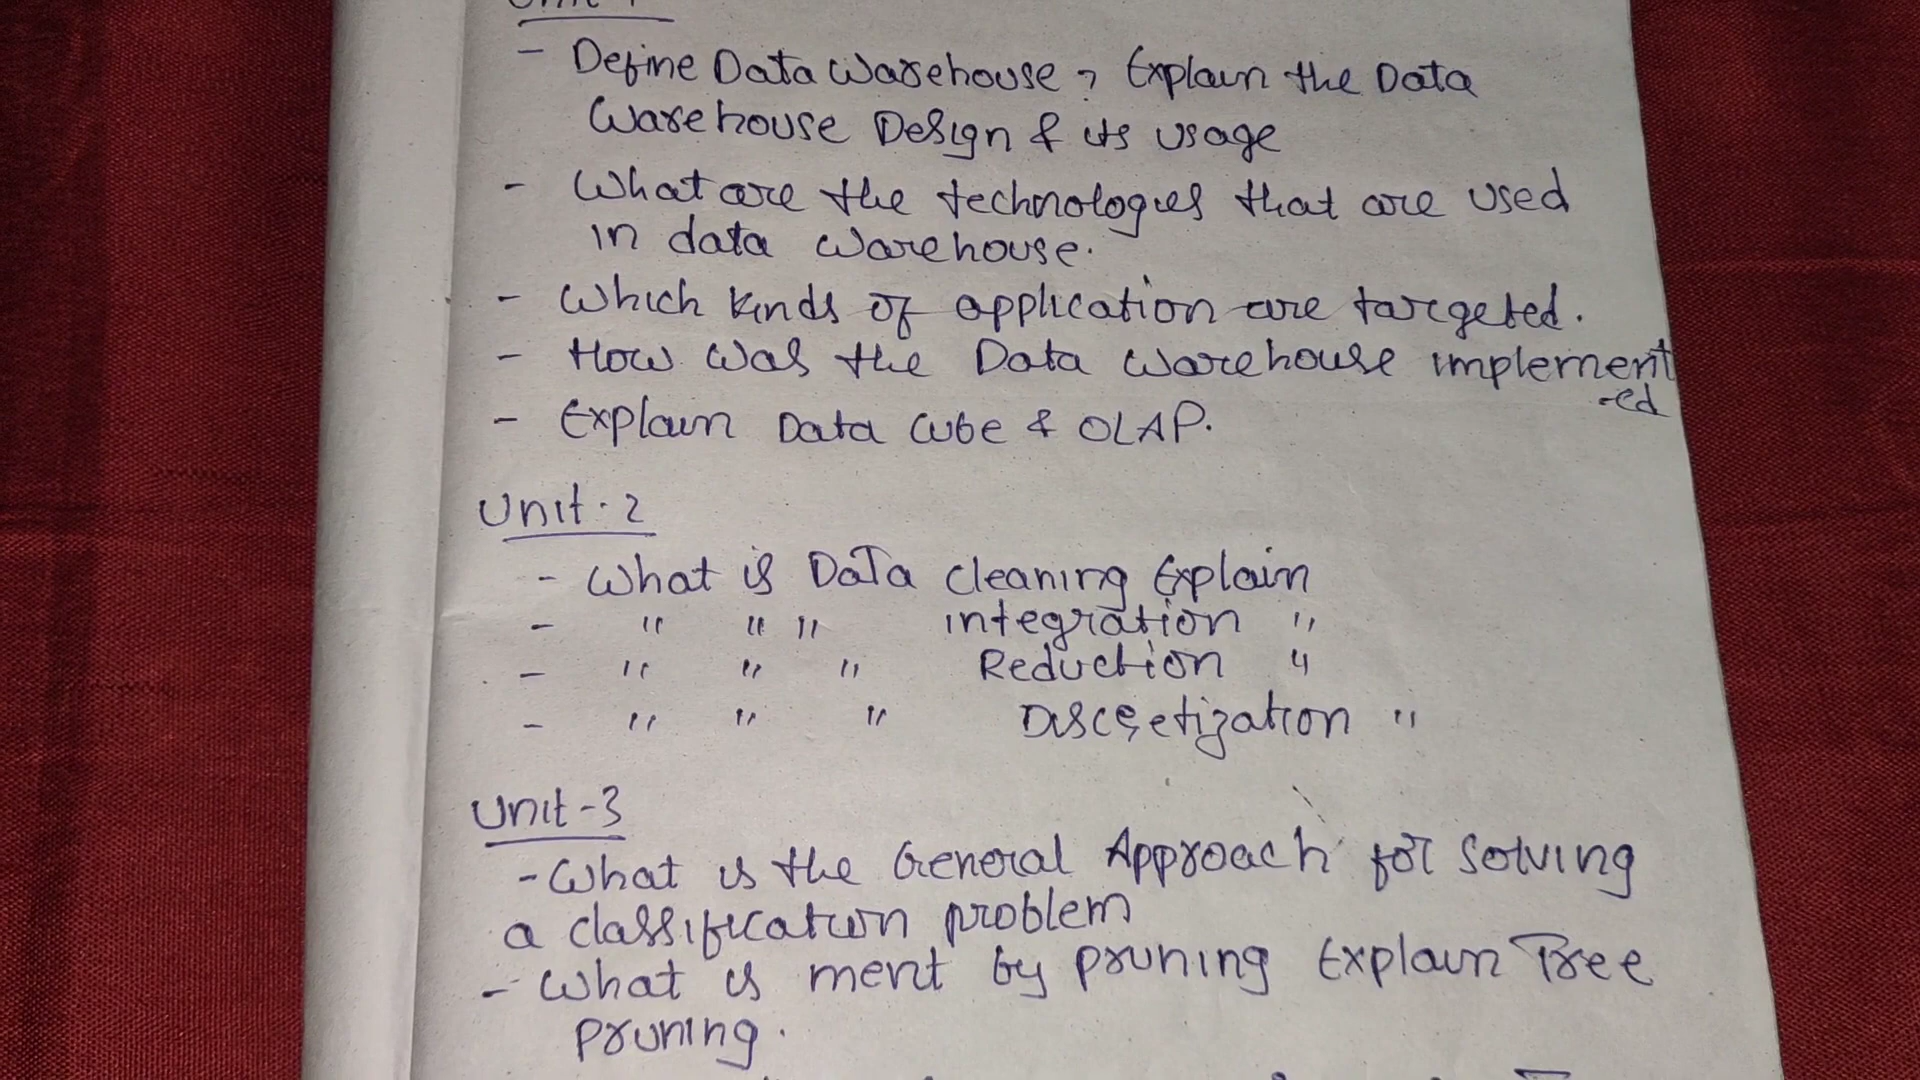 Unit-1
- Define Data Warehouse ? Explain the Data
Warehouse Design & its usage
- What are the technologies that are used
in data warehouse.
- Which kinds of application are targeted.
- How was the Data warehouse implement
-ed
- Explain Data Cube & OLAP.
Unit-2
- What is Data cleaning Explain
- " " " integration "
- " " " Reduction "
- " " " Discretization "
Unit-3
- What is the General Approach for Solving
a classification problem
- What is ment by pruning Explain Tree
pruning.